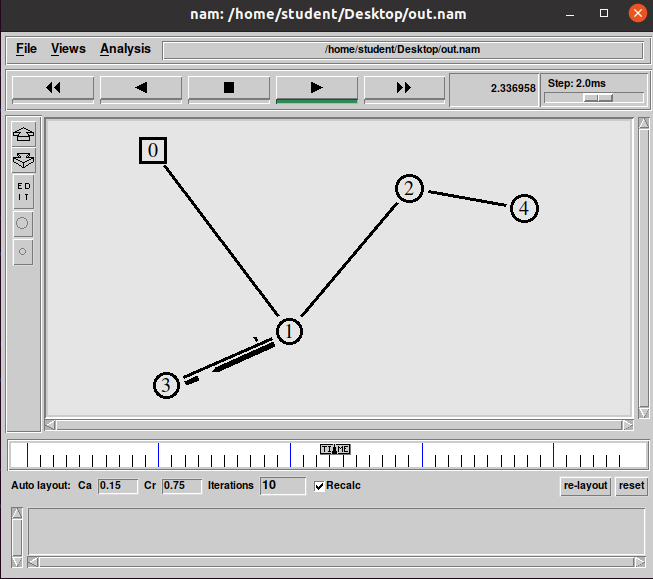 nam: /home/student/Desktop/out.nam
File Views Analysis /home/student/Desktop/out.nam
2.336958 Step: 2.0ms
ED
IT
0
2
4
1
3
TIME
Auto layout: Ca 0.15 Cr 0.75 Iterations 10 Recalc re-layout reset